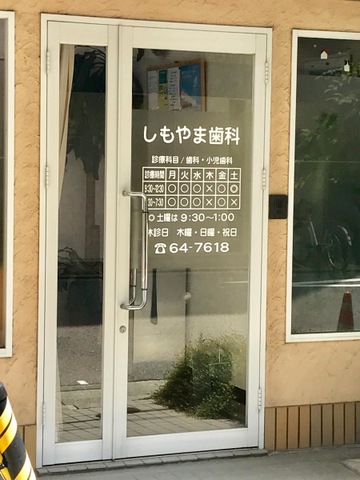 しもやま歯科
診療科目/歯科・小児歯科
診療時間 月 火 水 木 金 土
9:30-12:30 ○ ○ ○ × ○ ◎
:30-7:30 ○ ○ ○ × ○ ×
◎土曜は9:30~1:00
休診日 木曜・日曜・祝日
☎64-7618